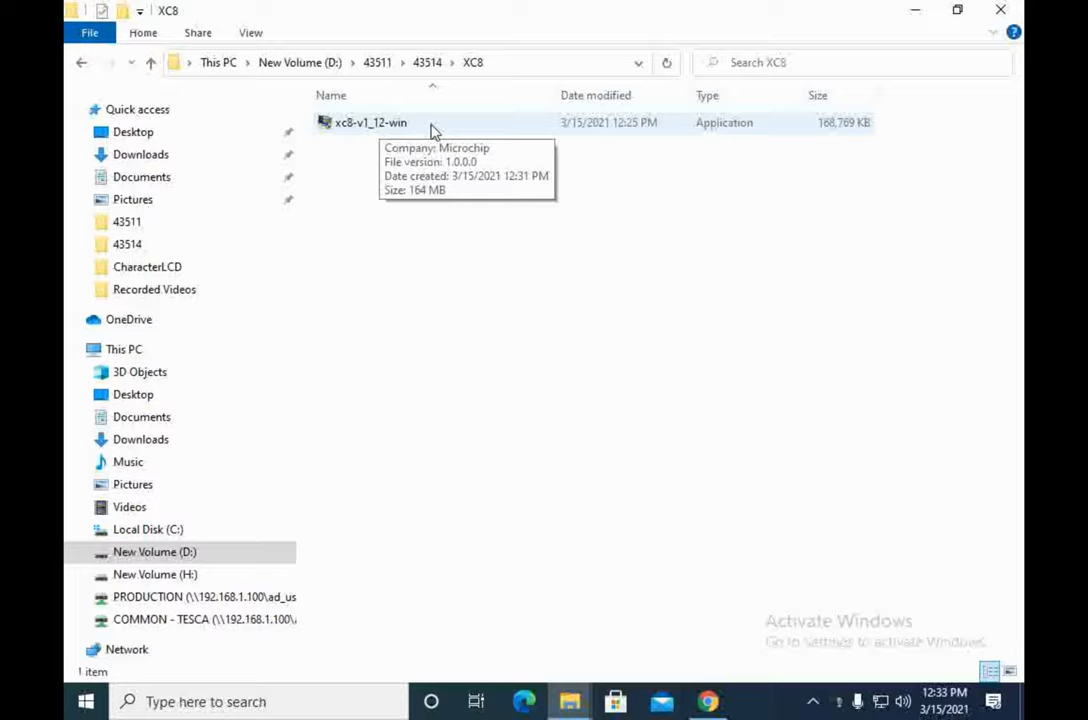 XC8
File
Home
Share
View
This PC
New Volume (D:)
43511
43514
XC8
Search XC8
Name
Date modified
Type
Size
xc8-v1_12-win
3/15/2021 12:25 PM
Application
168,769 KB
Company: Microchip
File version: 1.0.0.0
Date created: 3/15/2021 12:31 PM
Size: 164 MB
Quick access
Desktop
Downloads
Documents
Pictures
43511
43514
CharacterLCD
Recorded Videos
OneDrive
This PC
3D Objects
Desktop
Documents
Downloads
Music
Pictures
Videos
Local Disk (C:)
New Volume (D:)
New Volume (H:)
PRODUCTION (\\192.168.1.100\ad_us
COMMON - TESCA (\\192.168.1.100\
Network
1 item
Activate Windows
Go to Settings to activate Windows.
Type here to search
12:33 PM
3/15/2021